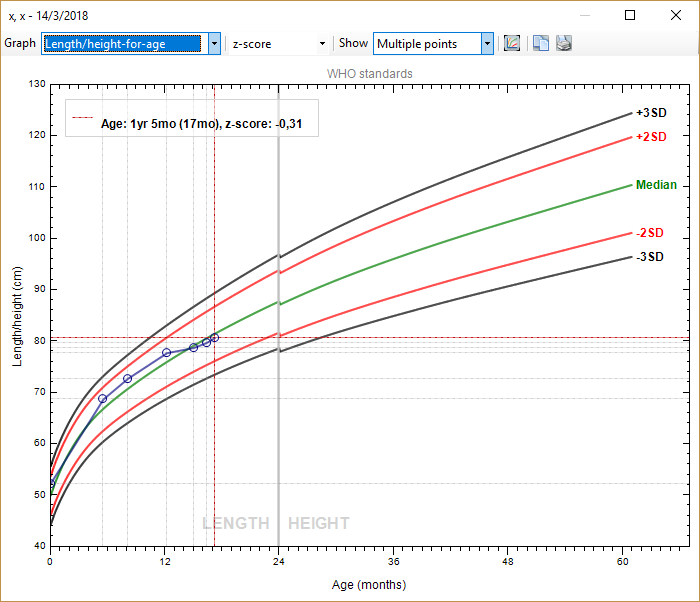 x, x - 14/3/2018
Graph Length/height-for-age z-score Show Multiple points
WHO standards
Age: 1yr 5mo (17mo), z-score: -0,31
130
120
110
100
90
80
70
60
50
40
Length/height (cm)
+3SD
+2SD
Median
-2SD
-3SD
LENGTH HEIGHT
0 12 24 36 48 60
Age (months)